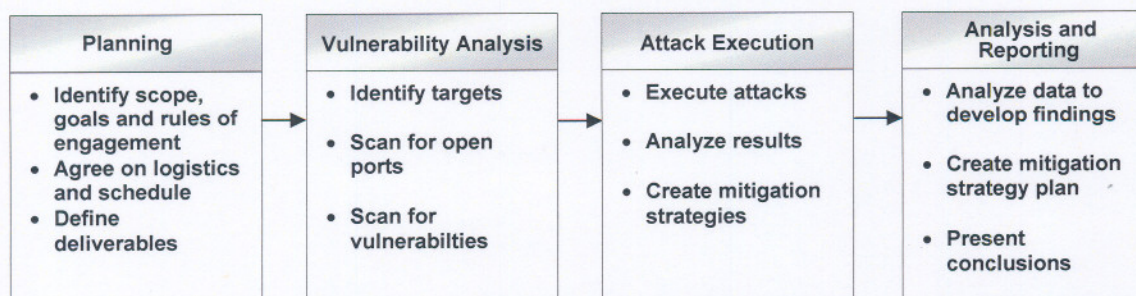 Planning
• Identify scope,
goals and rules of
engagement
• Agree on logistics
and schedule
• Define
deliverables
Vulnerability Analysis
• Identify targets
• Scan for open
ports
• Scan for
vulnerabilties
Attack Execution
• Execute attacks
• Analyze results
• Create mitigation
strategies
Analysis and
Reporting
• Analyze data to
develop findings
• Create mitigation
strategy plan
• Present
conclusions